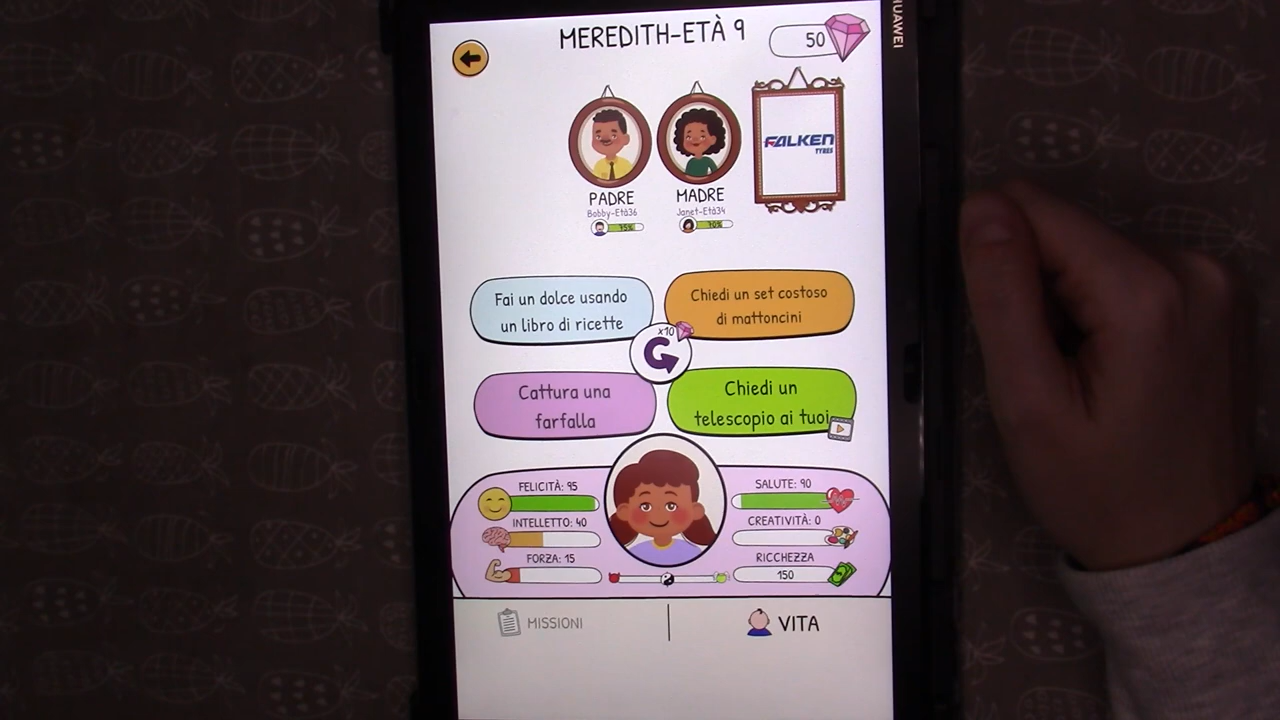 HUAWEI
MEREDITH-ETÀ 9
50
FALKEN
TYRES
PADRE
Bobby-Età36
75%
MADRE
Janet-Età34
70%
Fai un dolce usando
un libro di ricette
Chiedi un set costoso
di mattoncini
x10
Cattura una
farfalla
Chiedi un
telescopio ai tuoi
FELICITÀ: 95
SALUTE: 90
INTELLETTO: 40
CREATIVITÀ: 0
FORZA: 15
RICCHEZZA
150
MISSIONI
VITA